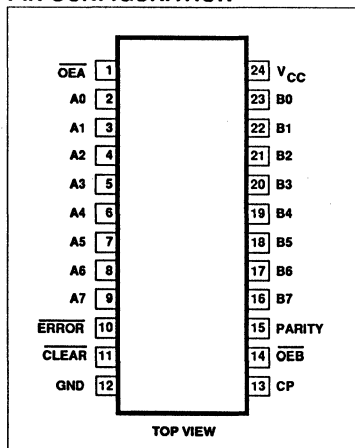 PIN CONFIGURATION
OEA 1 24 VCC
A0 2 23 B0
A1 3 22 B1
A2 4 21 B2
A3 5 20 B3
A4 6 19 B4
A5 7 18 B5
A6 8 17 B6
A7 9 16 B7
ERROR 10 15 PARITY
CLEAR 11 14 OEB
GND 12 13 CP
TOP VIEW